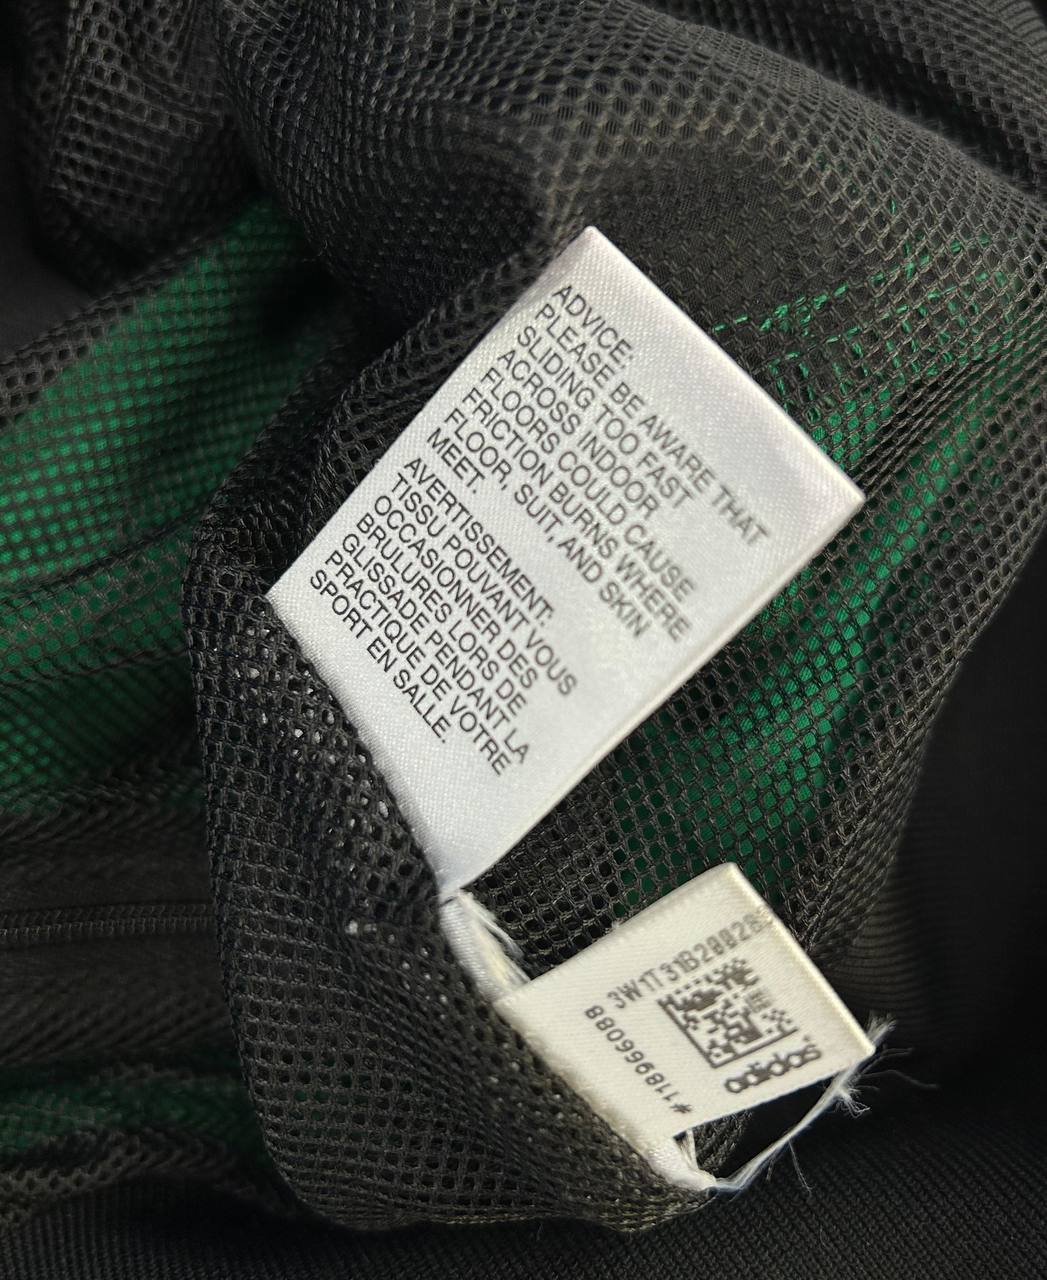 ADVICE:
PLEASE BE AWARE THAT
SLIDING TOO FAST
ACROSS INDOOR
FLOORS COULD CAUSE
FRICTION BURNS WHERE
FLOOR, SUIT, AND SKIN
MEET.
AVERTISSEMENT:
TISSU POUVANT VOUS
OCCASIONNER DES
BRULURES LORS DE
GLISSADE PENDANT LA
PRACTIQUE DE VOTRE
SPORT EN SALLE.
adidas
#118996088